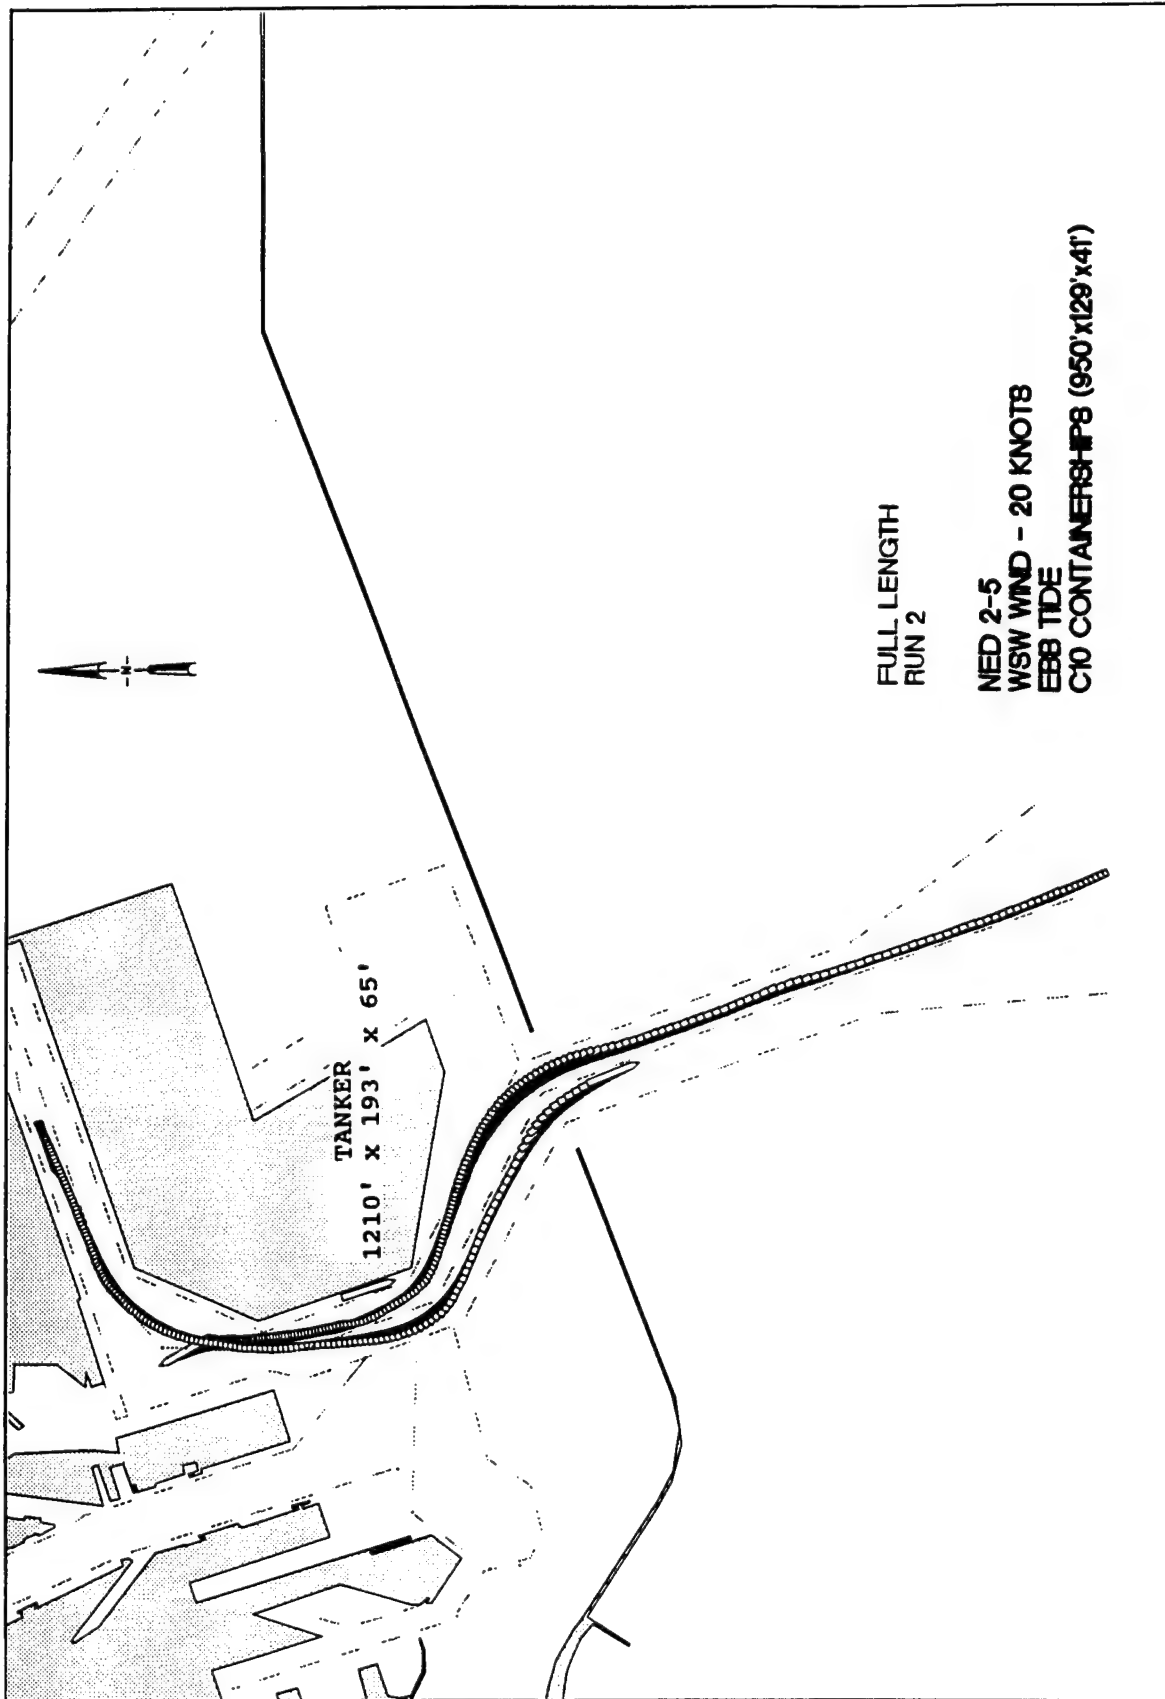 N
TANKER
1210' x 193' x 65'
FULL LENGTH
RUN 2
NED 2-5
WSW WIND - 20 KNOTS
EBB TIDE
C10 CONTAINERSHIPS (950'x129'x41')